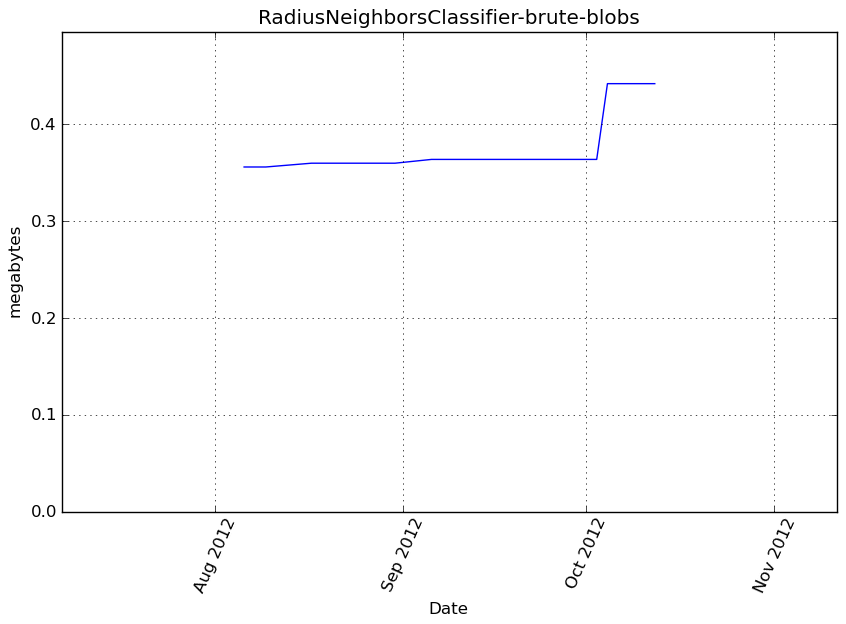 RadiusNeighborsClassifier-brute-blobs
0.4
0.3
0.2
0.1
0.0
megabytes
Aug 2012
Sep 2012
Oct 2012
Nov 2012
Date